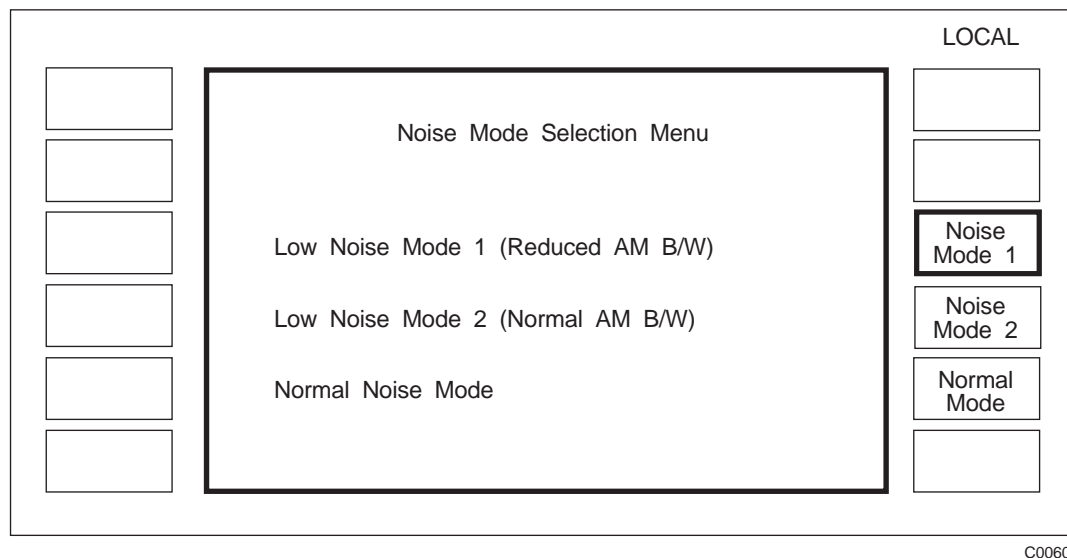 LOCAL
Noise Mode Selection Menu
Low Noise Mode 1 (Reduced AM B/W)
Noise
Mode 1
Low Noise Mode 2 (Normal AM B/W)
Noise
Mode 2
Normal Noise Mode
Normal
Mode
C0060